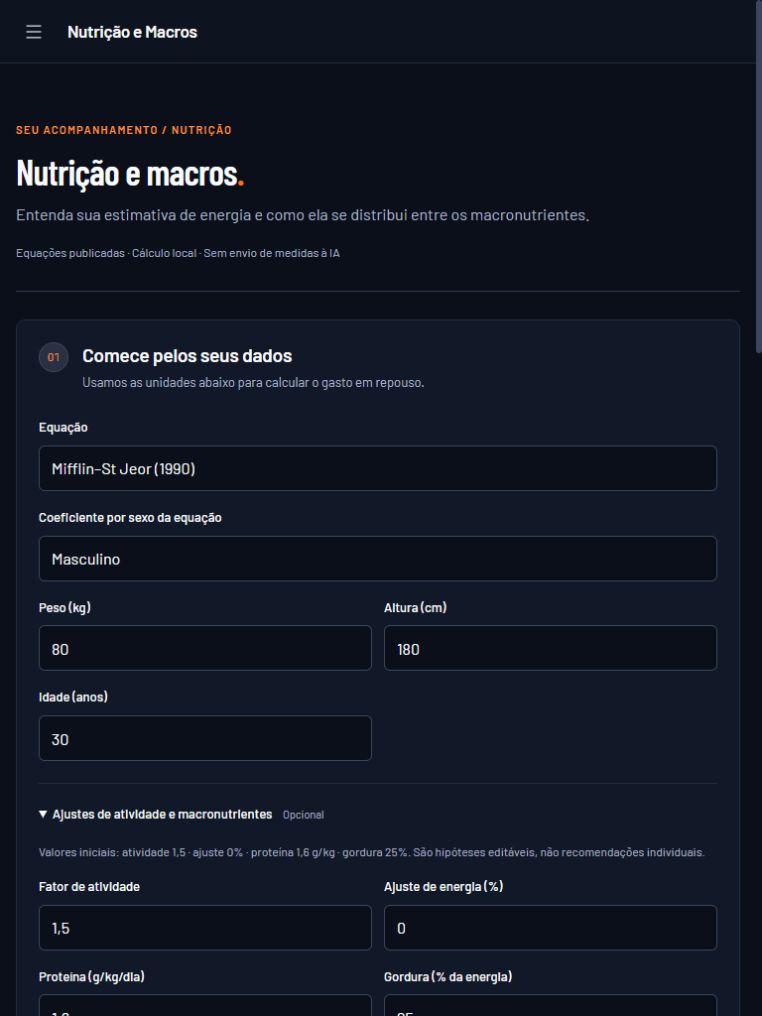 Nutrição e Macros
SEU ACOMPANHAMENTO / NUTRIÇÃO
Nutrição e macros.
Entenda sua estimativa de energia e como ela se distribui entre os macronutrientes.
Equações publicadas · Cálculo local · Sem envio de medidas à IA
01
Comece pelos seus dados
Usamos as unidades abaixo para calcular o gasto em repouso.
Equação
Mifflin–St Jeor (1990)
Coeficiente por sexo da equação
Masculino
Peso (kg) Altura (cm)
80 180
Idade (anos)
30
▼ Ajustes de atividade e macronutrientes Opcional
Valores iniciais: atividade 1,5 · ajuste 0% · proteína 1,6 g/kg · gordura 25%. São hipóteses editáveis, não recomendações individuais.
Fator de atividade Ajuste de energia (%)
1,5 0
Proteína (g/kg/dia) Gordura (% da energia)